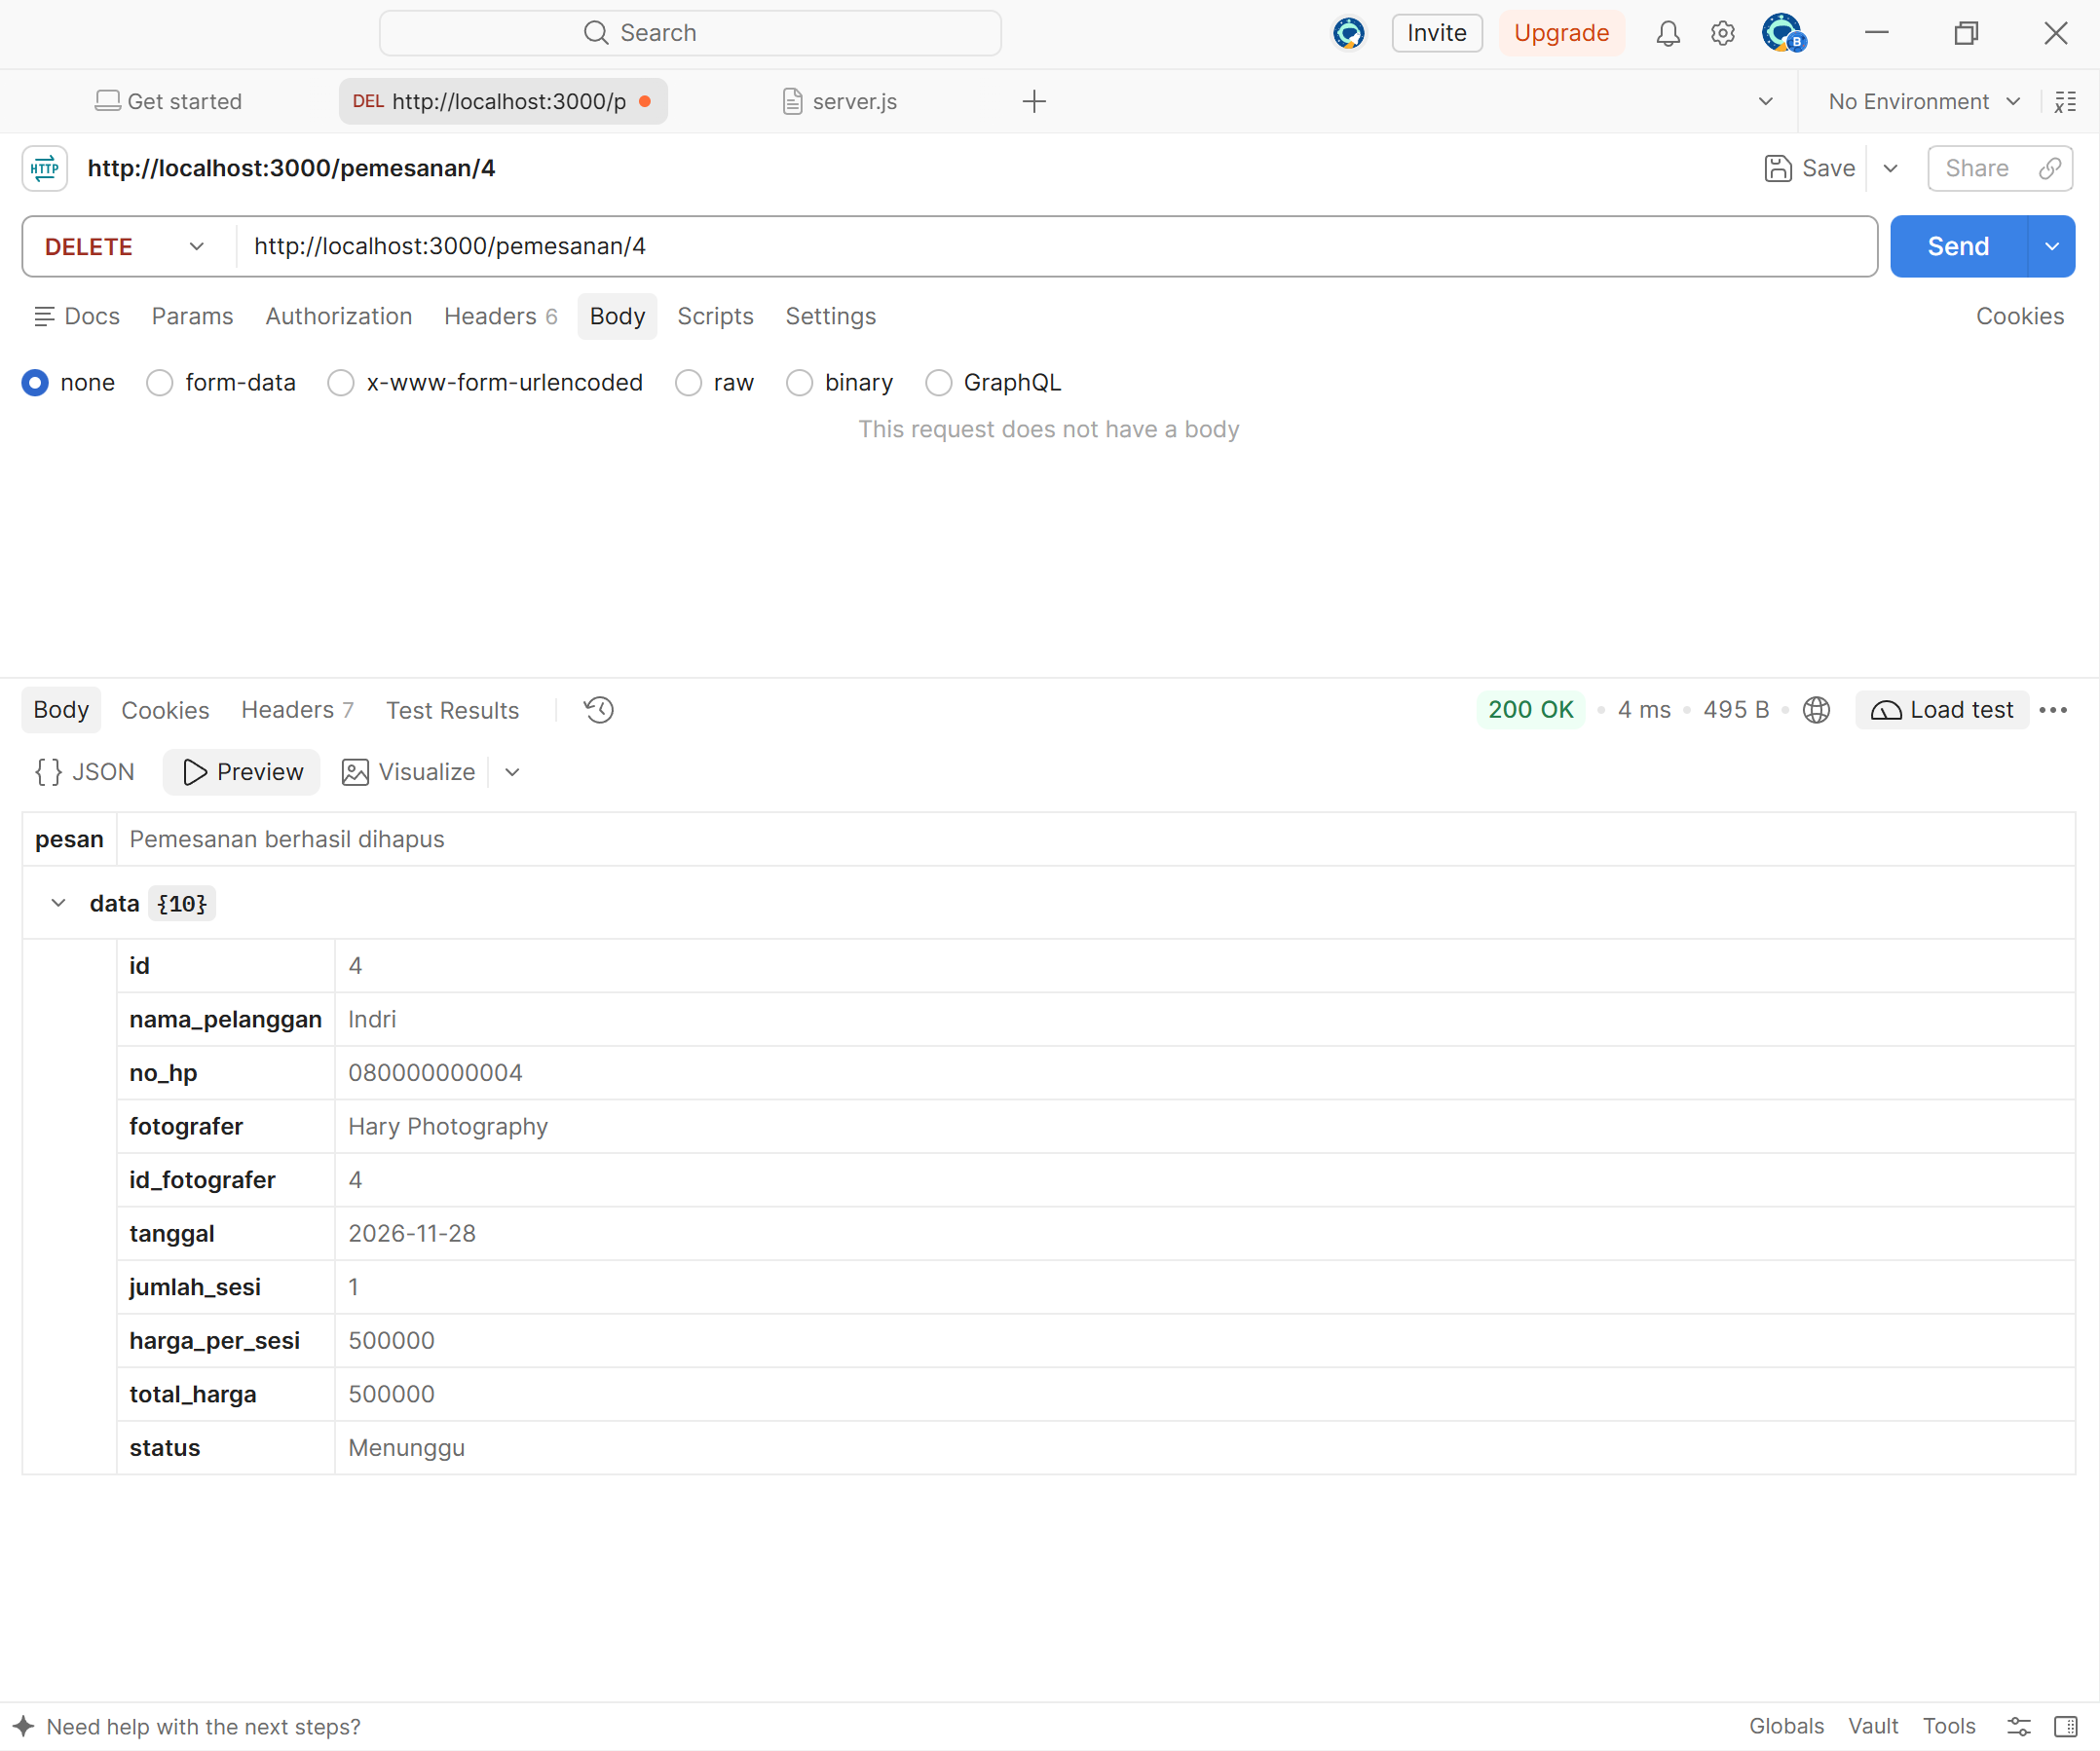 Search
Invite
Upgrade
B
Get started
DEL http://localhost:3000/p
server.js
No Environment
HTTP http://localhost:3000/pemesanan/4
Save
Share
DELETE http://localhost:3000/pemesanan/4
Send
Docs Params Authorization Headers 6 Body Scripts Settings Cookies
none form-data x-www-form-urlencoded raw binary GraphQL
This request does not have a body
Body Cookies Headers 7 Test Results 200 OK • 4 ms • 495 B • Load test
{ } JSON Preview Visualize
pesan Pemesanan berhasil dihapus
data {10}
id 4
nama_pelanggan Indri
no_hp 080000000004
fotografer Hary Photography
id_fotografer 4
tanggal 2026-11-28
jumlah_sesi 1
harga_per_sesi 500000
total_harga 500000
status Menunggu
Need help with the next steps? Globals Vault Tools